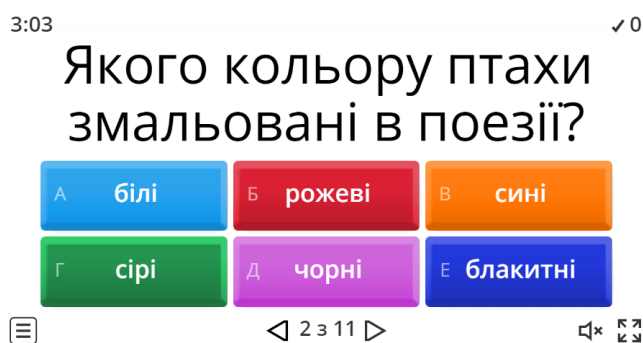 3:03
✓ 0
Якого кольору птахи
змальовані в поезії?
А білі
Б рожеві
В сині
Г сірі
Д чорні
Е блакитні
2 з 11